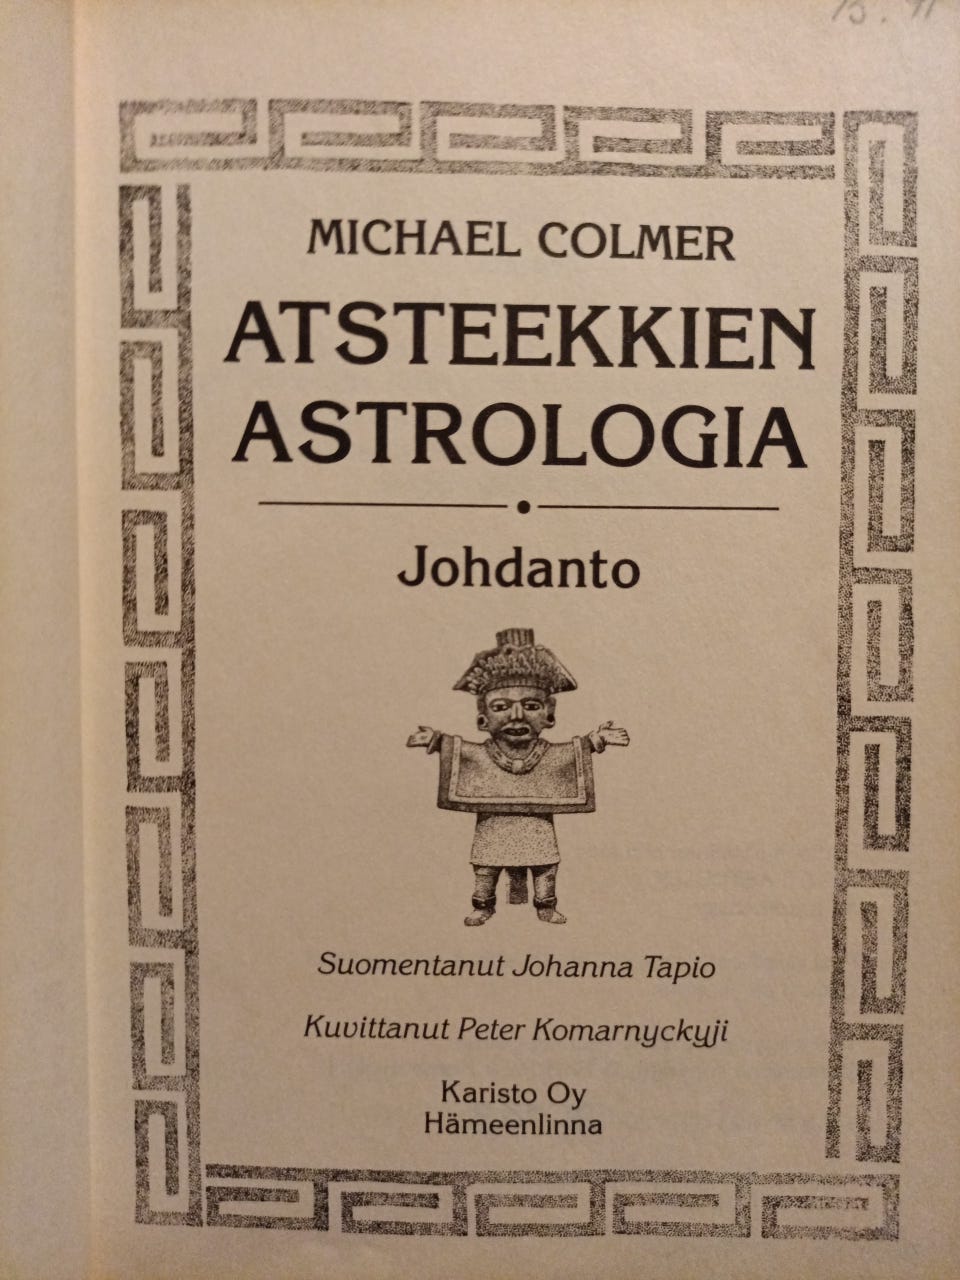 MICHAEL COLMER
ATSTEEKKIEN
ASTROLOGIA
Johdanto
Suomentanut Johanna Tapio
Kuvittanut Peter Komarnyckyji
Karisto Oy
Hämeenlinna